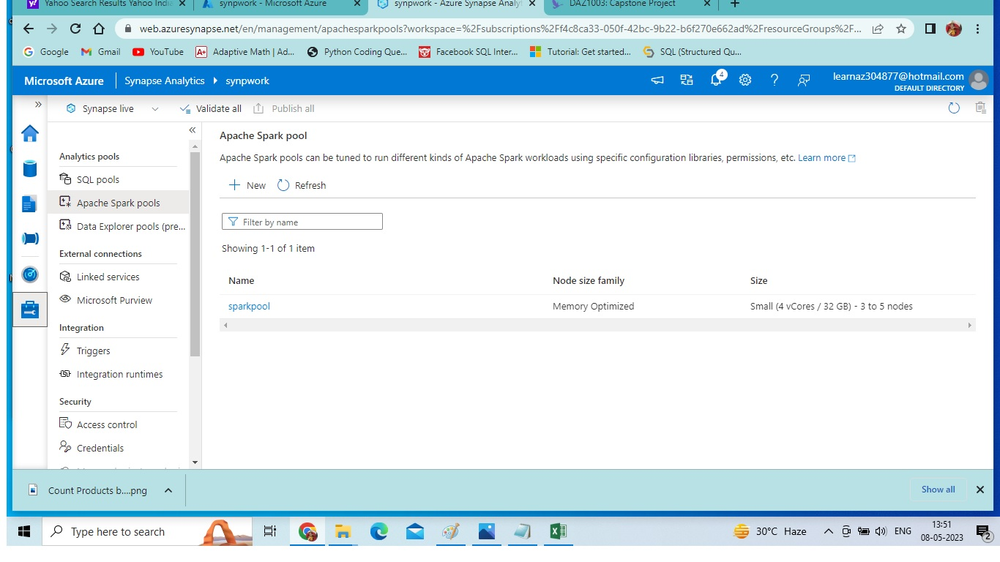 Yahoo Search Results Yahoo India
synpwork - Microsoft Azure
synpwork - Azure Synapse Analyt
DAZ1003: Capstone Project
web.azuresynapse.net/en/management/apachesparkpools?workspace=%2Fsubscriptions%2Ff4c8ca33-050f-42bc-9b22-b6f270e662ad%2FresourceGroups%2F...
Google
Gmail
YouTube
Adaptive Math | Ad...
Python Coding Que...
Facebook SQL Inter...
Tutorial: Get started...
SQL (Structured Qu...
Microsoft Azure
Synapse Analytics
synpwork
4
learnaz304877@hotmail.com
DEFAULT DIRECTORY
Synapse live
Validate all
Publish all
Analytics pools
SQL pools
Apache Spark pools
Data Explorer pools (pre...
External connections
Linked services
Microsoft Purview
Integration
Triggers
Integration runtimes
Security
Access control
Credentials
Apache Spark pool
Apache Spark pools can be tuned to run different kinds of Apache Spark workloads using specific configuration libraries, permissions, etc. Learn more
New
Refresh
Filter by name
Showing 1-1 of 1 item
Name Node size family Size
sparkpool Memory Optimized Small (4 vCores / 32 GB) - 3 to 5 nodes
Count Products b....png
Show all
Type here to search
30°C Haze
ENG
13:51
08-05-2023
2